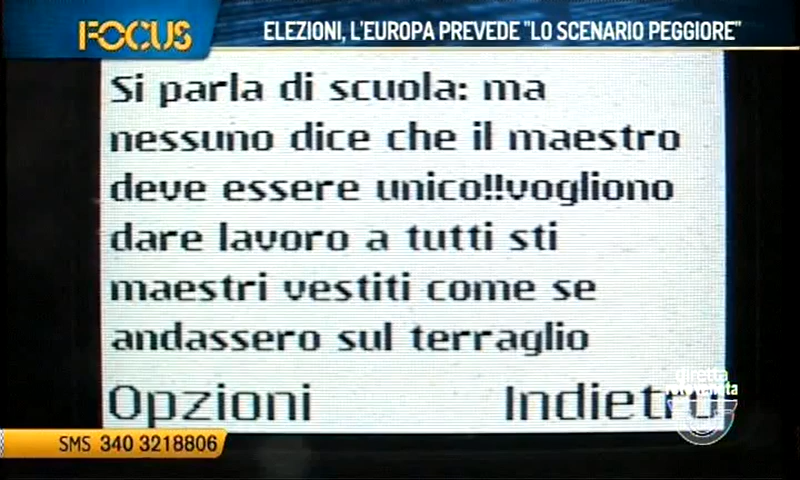 FOCUS
ELEZIONI, L'EUROPA PREVEDE "LO SCENARIO PEGGIORE"
Si parla di scuola: ma
nessuno dice che il maestro
deve essere unico!!vogliono
dare lavoro a tutti sti
maestri vestiti come se
andassero sul terraglio
Opzioni Indietro
diretta
SMS 340 3218806